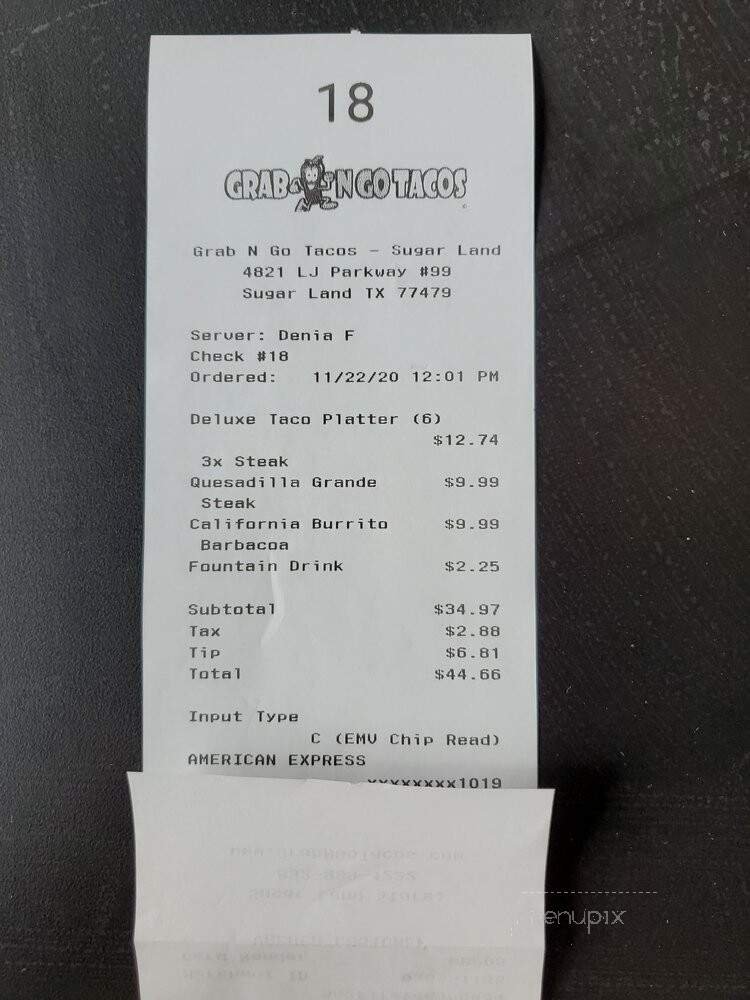 18
GRAB N GO TACOS
Grab N Go Tacos - Sugar Land
4821 LJ Parkway #99
Sugar Land TX 77479
Server: Denia F
Check #18
Ordered: 11/22/20 12:01 PM
Deluxe Taco Platter (6)
$12.74
3x Steak
Quesadilla Grande $9.99
Steak
California Burrito $9.99
Barbacoa
Fountain Drink $2.25
Subtotal $34.97
Tax $2.88
Tip $6.81
Total $44.66
Input Type
C (EMV Chip Read)
AMERICAN EXPRESS
xxxxxxxx1019
menupix